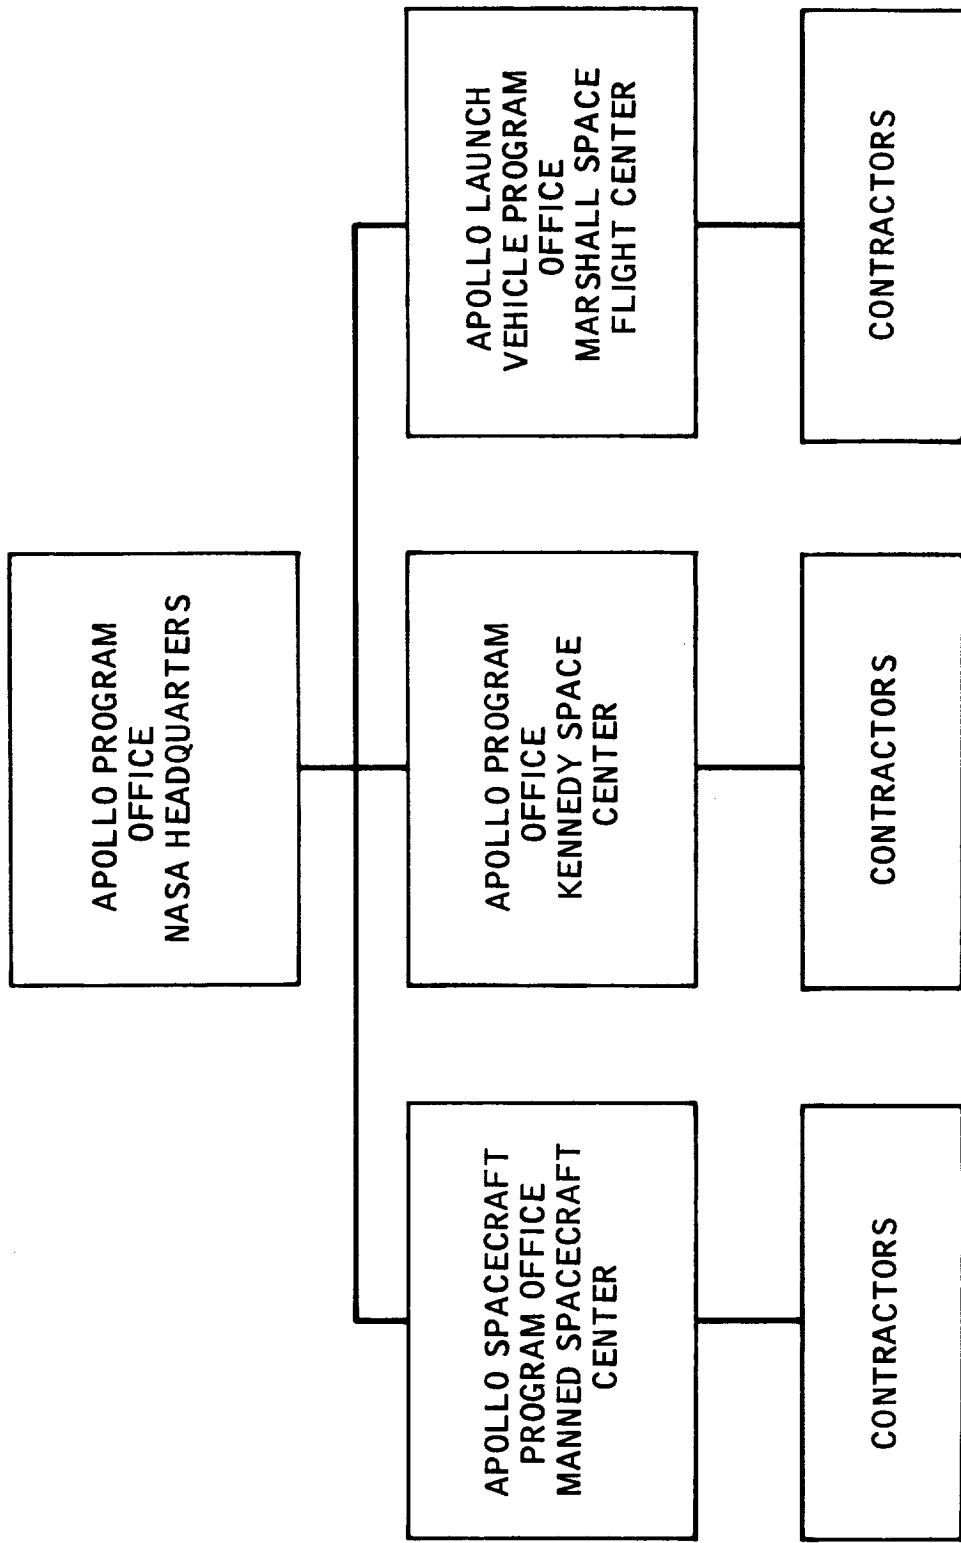 APOLLO PROGRAM
OFFICE
NASA HEADQUARTERS
APOLLO SPACECRAFT
PROGRAM OFFICE
MANNED SPACECRAFT
CENTER
APOLLO PROGRAM
OFFICE
KENNEDY SPACE
CENTER
APOLLO LAUNCH
VEHICLE PROGRAM
OFFICE
MARSHALL SPACE
FLIGHT CENTER
CONTRACTORS
CONTRACTORS
CONTRACTORS